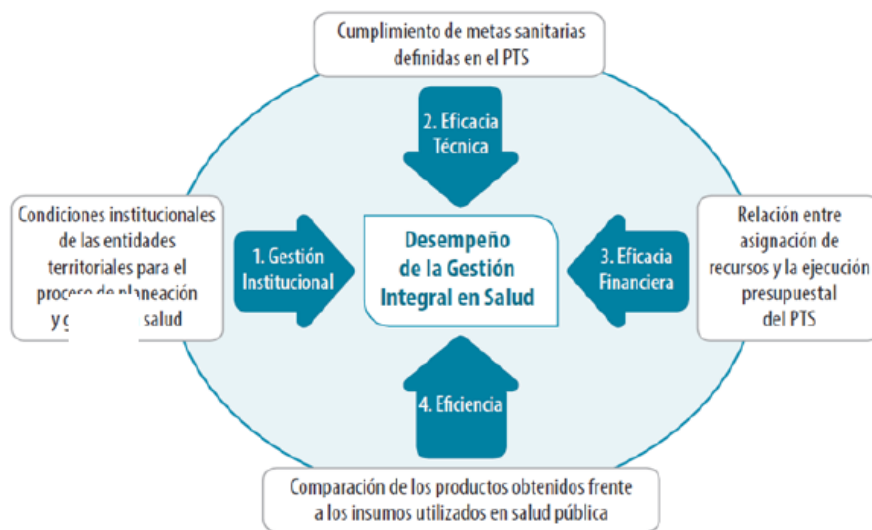 Cumplimiento de metas sanitarias
definidas en el PTS
2. Eficacia
Técnica
Condiciones institucionales
de las entidades
territoriales para el
proceso de planeación
y salud
1. Gestión
Institucional
Desempeño
de la Gestión
Integral en Salud
3. Eficacia
Financiera
Relación entre
asignación de
recursos y la ejecución
presupuestal
del PTS
4. Eficiencia
Comparación de los productos obtenidos frente
a los insumos utilizados en salud pública